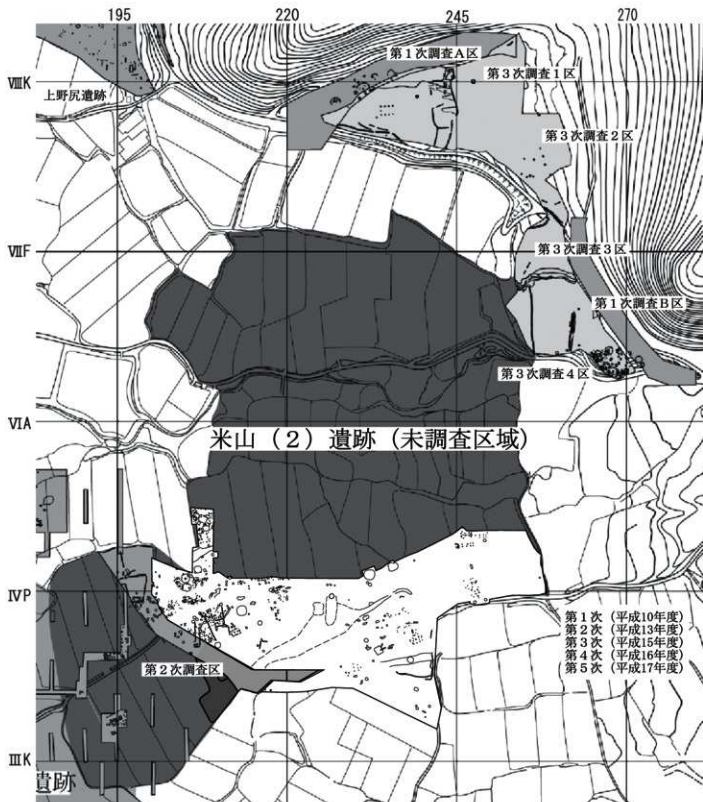 195 220 245 270
第1次調査A区
ⅧK
第3次調査1区
上野尻遺跡
第3次調査2区
ⅦF
第3次調査3区
第1次調査B区
第3次調査4区
ⅥA
米山(2)遺跡(未調査区域)
ⅣP
第1次(平成10年度)
第2次(平成13年度)
第3次(平成15年度)
第4次(平成16年度)
第5次(平成17年度)
第2次調査区
ⅢK
遺跡